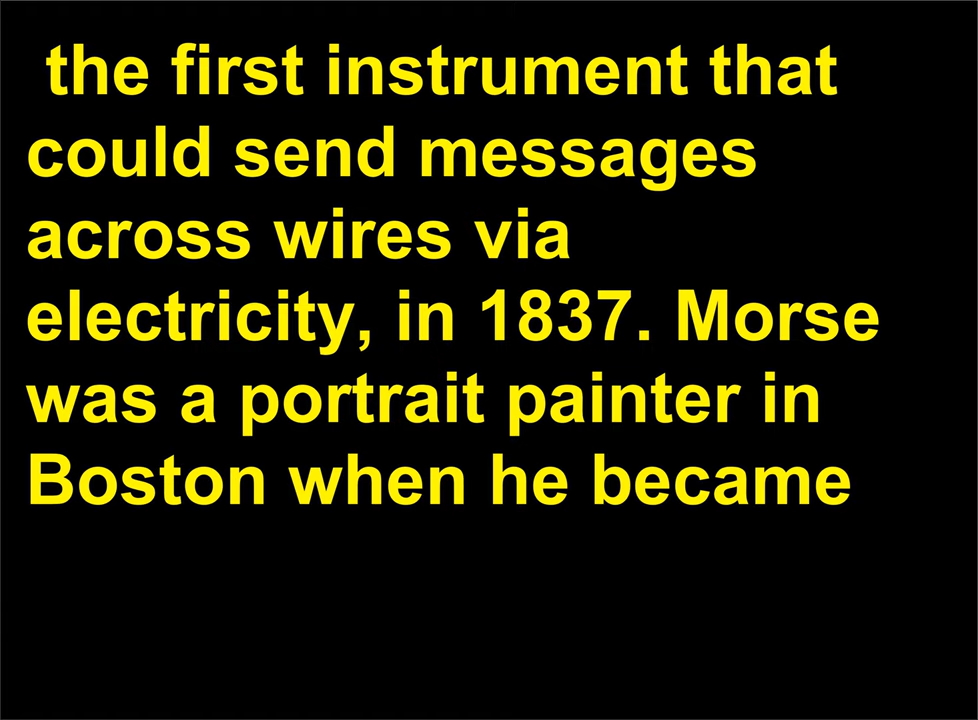 the first instrument that
could send messages
across wires via
electricity, in 1837. Morse
was a portrait painter in
Boston when he became